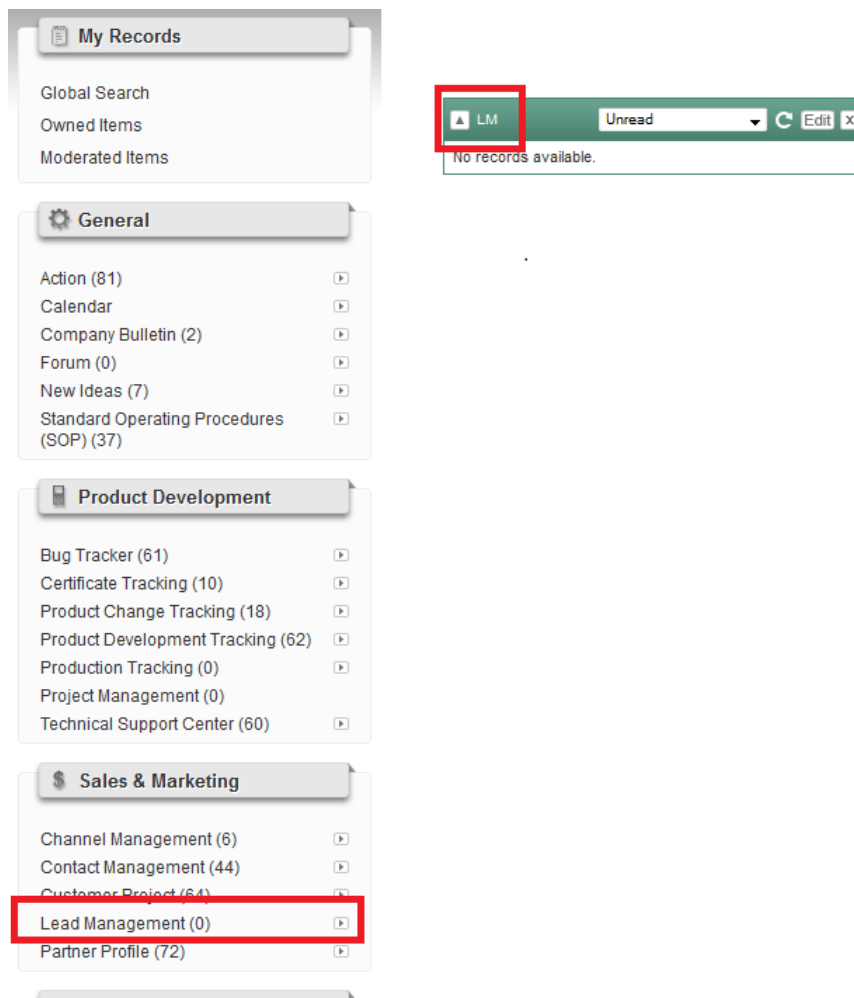 My Records
Global Search
Owned Items
Moderated Items
General
Action (81)
Calendar
Company Bulletin (2)
Forum (0)
New Ideas (7)
Standard Operating Procedures
(SOP) (37)
Product Development
Bug Tracker (61)
Certificate Tracking (10)
Product Change Tracking (18)
Product Development Tracking (62)
Production Tracking (0)
Project Management (0)
Technical Support Center (60)
Sales & Marketing
Channel Management (6)
Contact Management (44)
Customer Project (64)
Lead Management (0)
Partner Profile (72)
LM Unread Edit X
No records available.
.